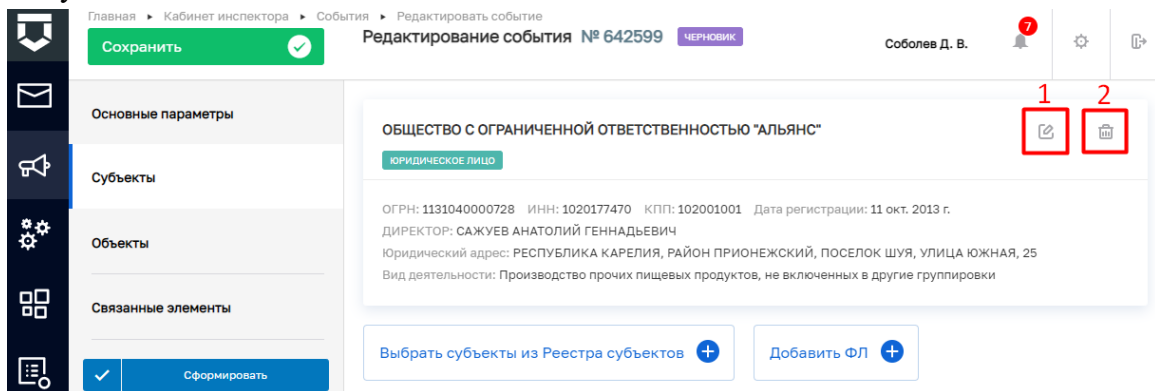 Главная ▸ Кабинет инспектора ▸ События ▸ Редактировать событие
Сохранить
Редактирование события № 642599 ЧЕРНОВИК
Соболев Д. В.
7
Основные параметры
Субъекты
Объекты
Связанные элементы
Сформировать
1 2
ОБЩЕСТВО С ОГРАНИЧЕННОЙ ОТВЕТСТВЕННОСТЬЮ "АЛЬЯНС"
ЮРИДИЧЕСКОЕ ЛИЦО
ОГРН: 1131040000728 ИНН: 1020177470 КПП: 102001001 Дата регистрации: 11 окт. 2013 г.
ДИРЕКТОР: САЖУЕВ АНАТОЛИЙ ГЕННАДЬЕВИЧ
Юридический адрес: РЕСПУБЛИКА КАРЕЛИЯ, РАЙОН ПРИОНЕЖСКИЙ, ПОСЕЛОК ШУЯ, УЛИЦА ЮЖНАЯ, 25
Вид деятельности: Производство прочих пищевых продуктов, не включенных в другие группировки
Выбрать субъекты из Реестра субъектов
Добавить ФЛ